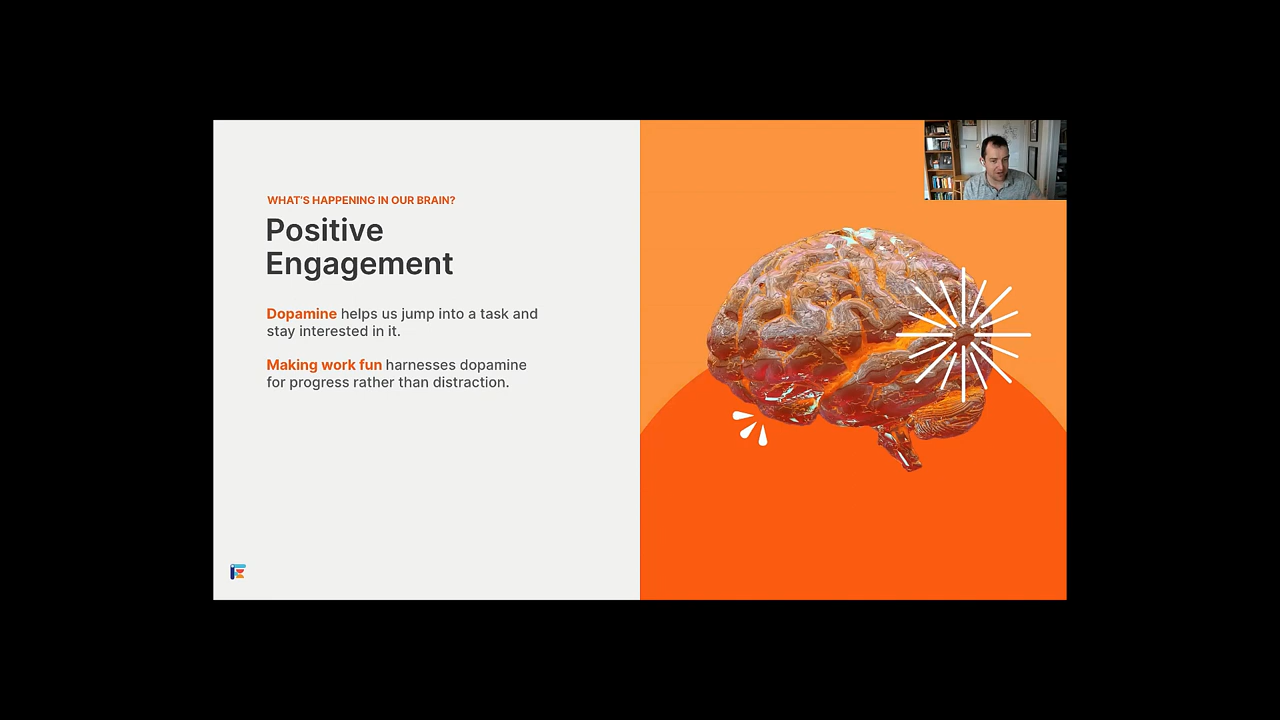 WHAT'S HAPPENING IN OUR BRAIN?
Positive
Engagement
Dopamine helps us jump into a task and
stay interested in it.
Making work fun harnesses dopamine
for progress rather than distraction.